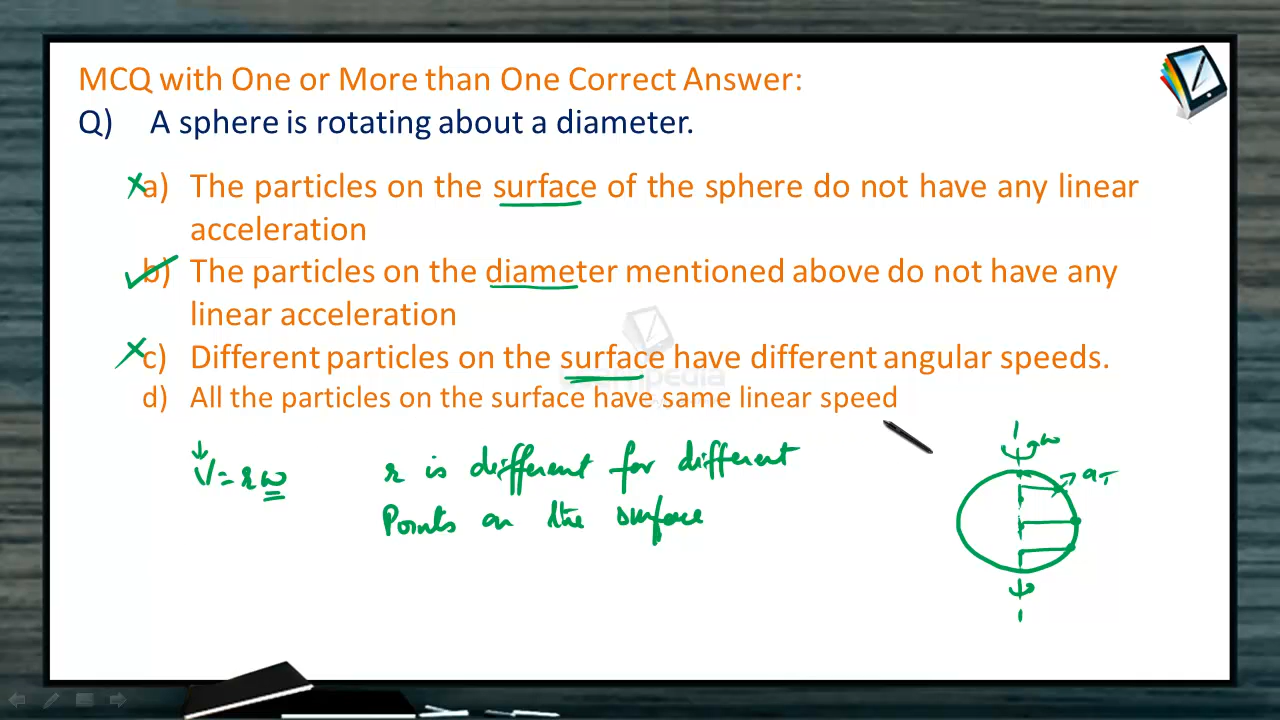 MCQ with One or More than One Correct Answer:
Q) A sphere is rotating about a diameter.
a) The particles on the surface of the sphere do not have any linear
acceleration
b) The particles on the diameter mentioned above do not have any
linear acceleration
c) Different particles on the surface have different angular speeds.
d) All the particles on the surface have same linear speed
V = r ω
r is different for different
Points on the surface
ω
a_T